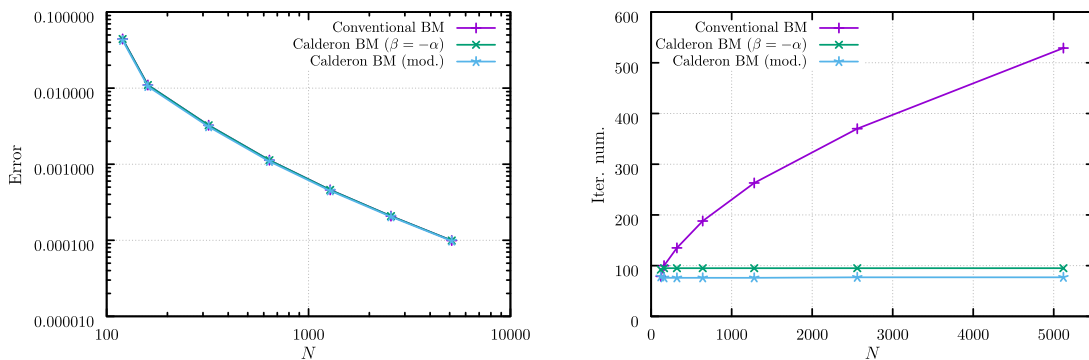 0.100000
0.010000
0.001000
0.000100
0.000010
Error
100
1000
10000
N
Conventional BM
Calderon BM (β = −α)
Calderon BM (mod.)
600
500
400
300
200
100
0
Iter. num.
0
1000
2000
3000
4000
5000
N
Conventional BM
Calderon BM (β = −α)
Calderon BM (mod.)